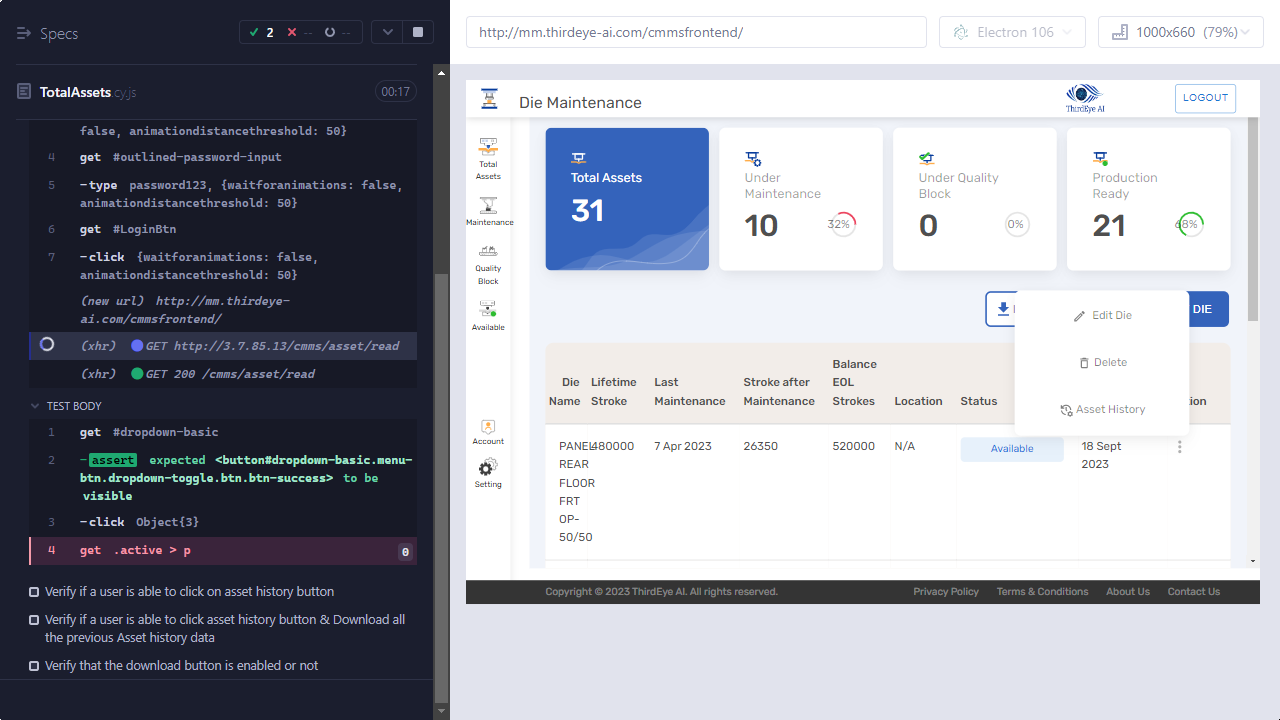 Specs
2
--
--
TotalAssets.cy.js
00:17
false, animationdistancethreshold: 50}
4 get #outlined-password-input
5 -type password123, {waitforanimations: false,
animationdistancethreshold: 50}
6 get #LoginBtn
7 -click {waitforanimations: false,
animationdistancethreshold: 50}
(new url) http://mm.thirdeye-
ai.com/cmmsfrontend/
(xhr) GET http://3.7.85.13/cmms/asset/read
(xhr) GET 200 /cmms/asset/read
TEST BODY
1 get #dropdown-basic
2 -assert expected <button#dropdown-basic.menu-
btn.dropdown-toggle.btn.btn-success> to be
visible
3 -click Object{3}
4 get .active > p 0
Verify if a user is able to click on asset history button
Verify if a user is able to click asset history button & Download all
the previous Asset history data
Verify that the download button is enabled or not
http://mm.thirdeye-ai.com/cmmsfrontend/
Electron 106
1000x660 (79%)
Die Maintenance
ThirdEye AI
LOGOUT
Total
Assets
Maintenance
Quality
Block
Available
Account
Setting
Total Assets
31
Under
Maintenance
10
32%
Under Quality
Block
0
0%
Production
Ready
21
68%
DIE
Edit Die
Delete
Asset History
Die
Name
Lifetime
Stroke
Last
Maintenance
Stroke after
Maintenance
Balance
EOL
Strokes
Location
Status
PANEL
REAR
FLOOR
FRT
OP-
50/50
480000
7 Apr 2023
26350
520000
N/A
Available
18 Sept
2023
Copyright © 2023 ThirdEye AI. All rights reserved.
Privacy Policy
Terms & Conditions
About Us
Contact Us